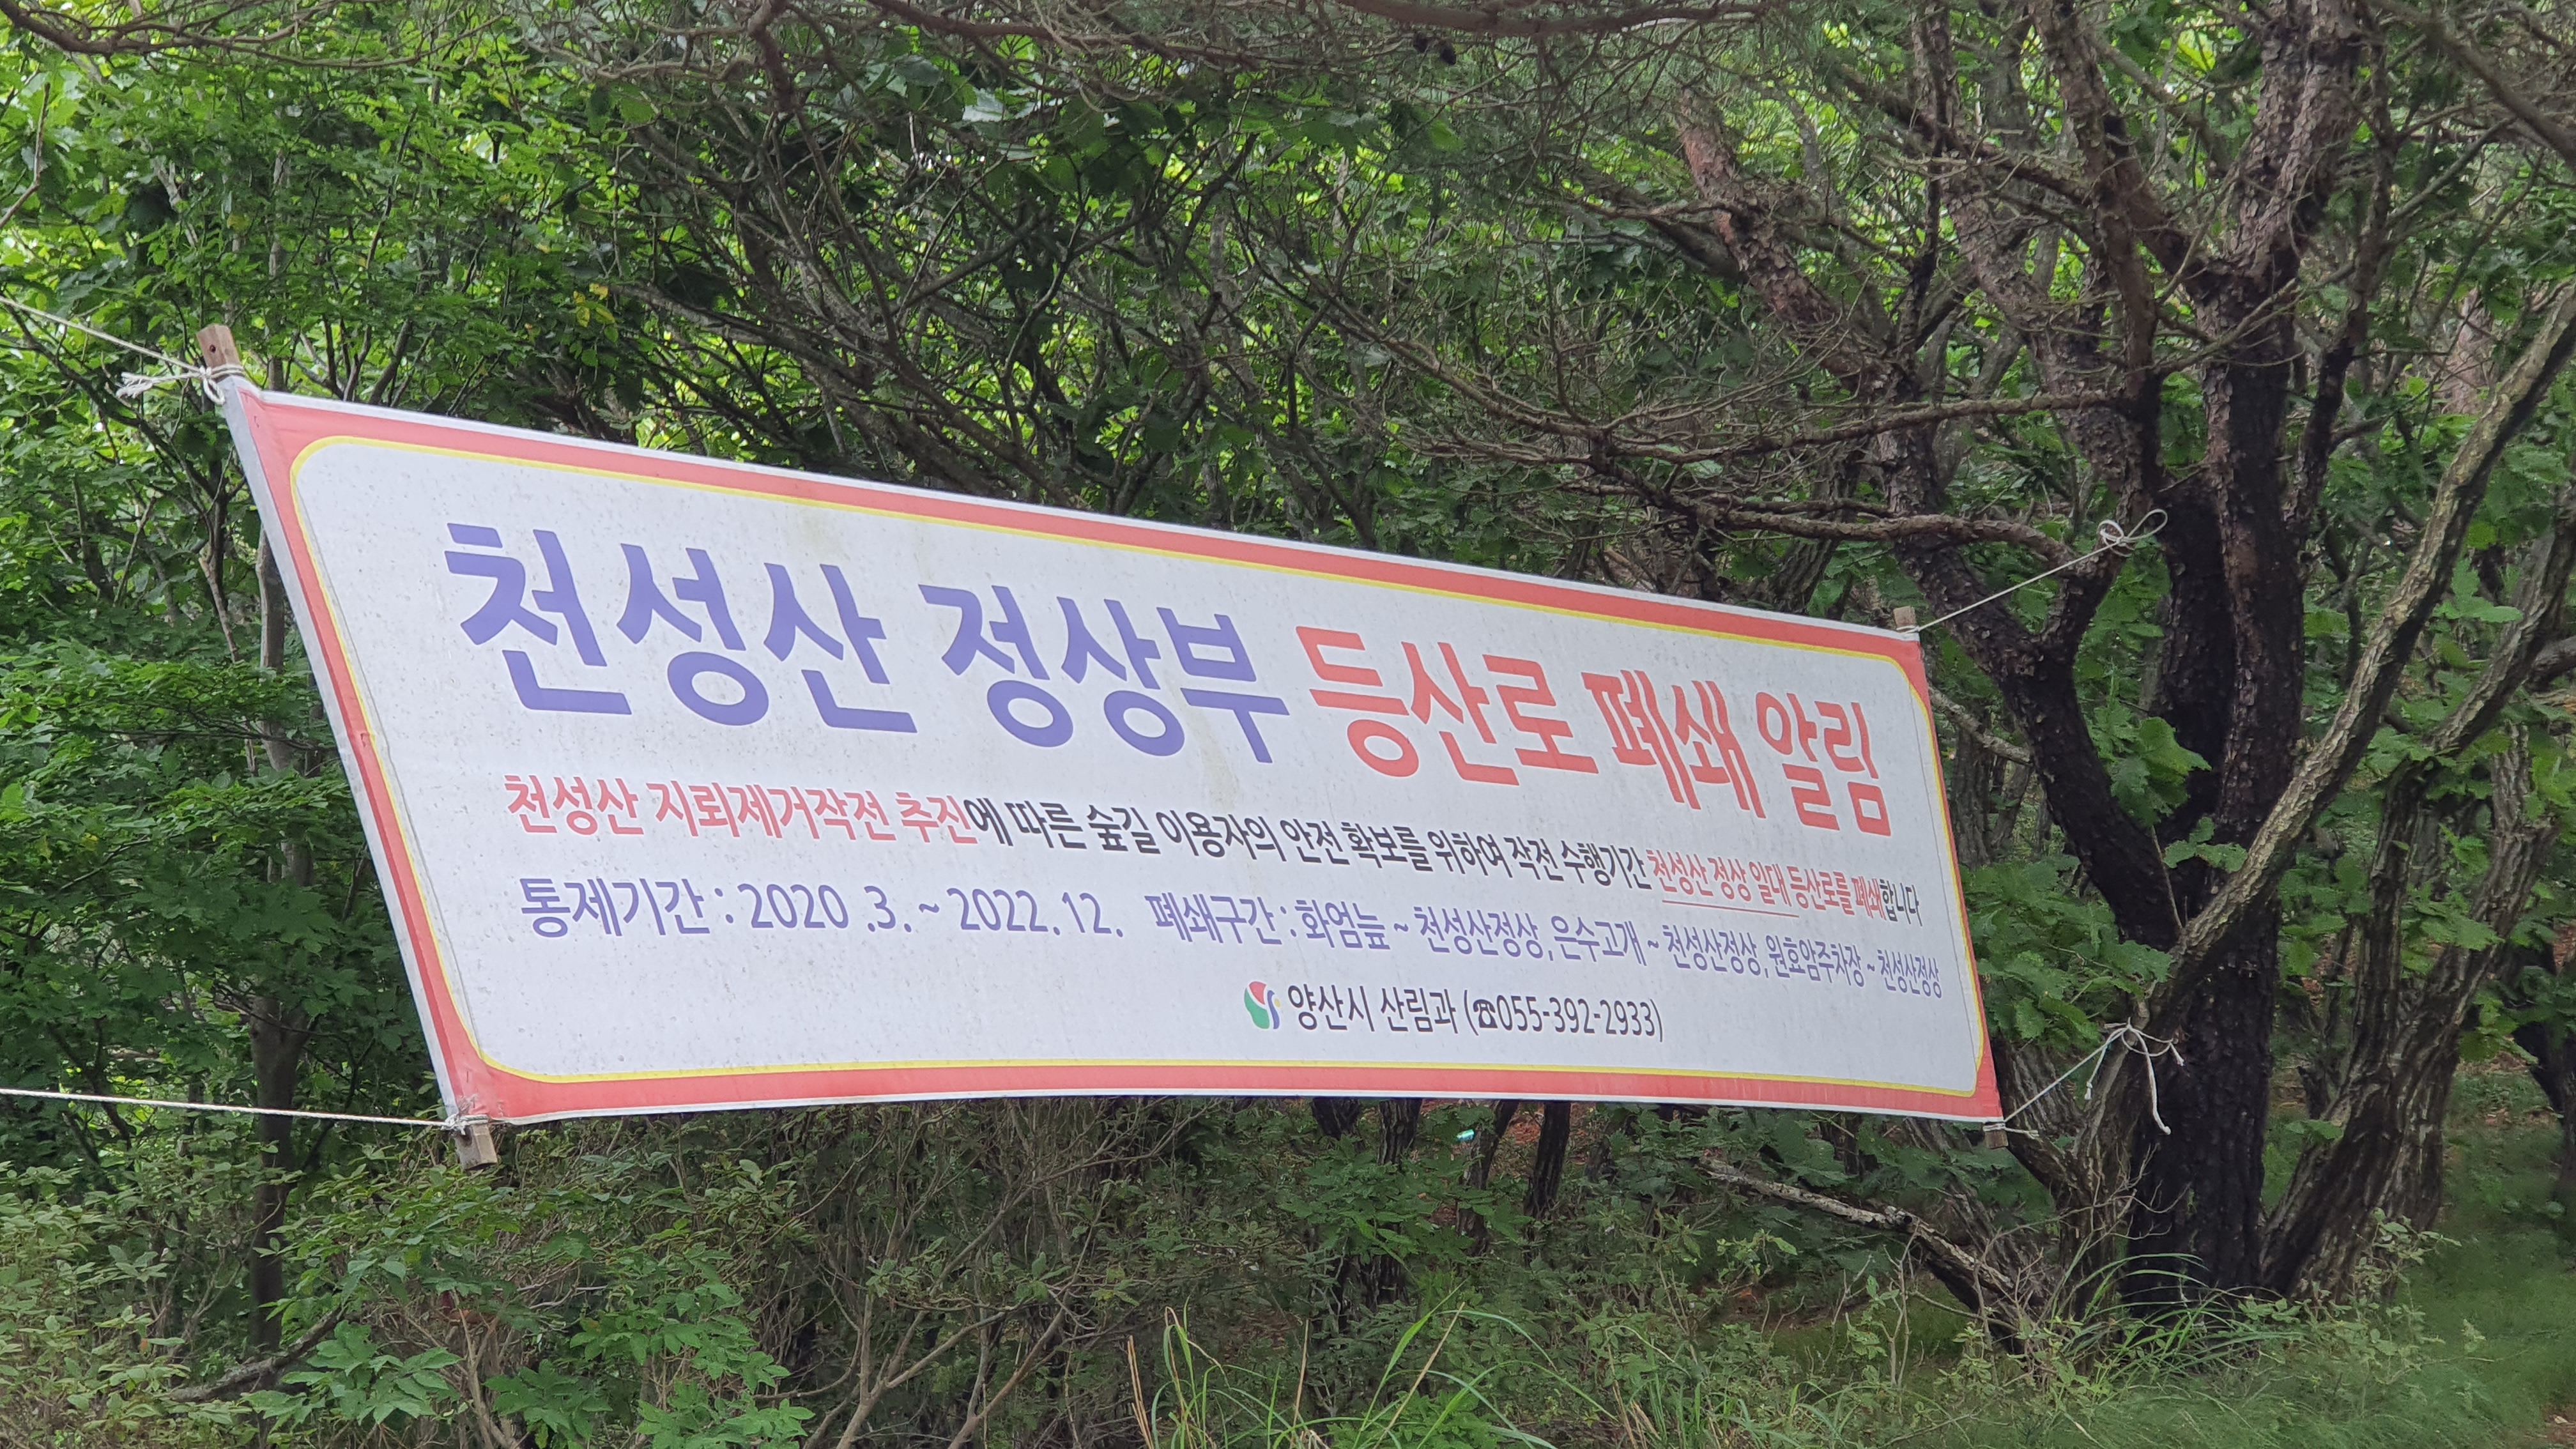 천성산 정상부 등산로 폐쇄 알림
천성산 지뢰제거작전 추진에 따른 숲길 이용자의 안전 확보를 위하여 작전 수행기간 천성산 정상 일대 등산로를 폐쇄합니다
통제기간 : 2020 .3. ~ 2022. 12. 폐쇄구간 : 화엄늪 ~ 천성산정상, 은수고개 ~ 천성산정상, 원효암주차장 ~ 천성산정상
양산시 산림과 (☎055-392-2933)